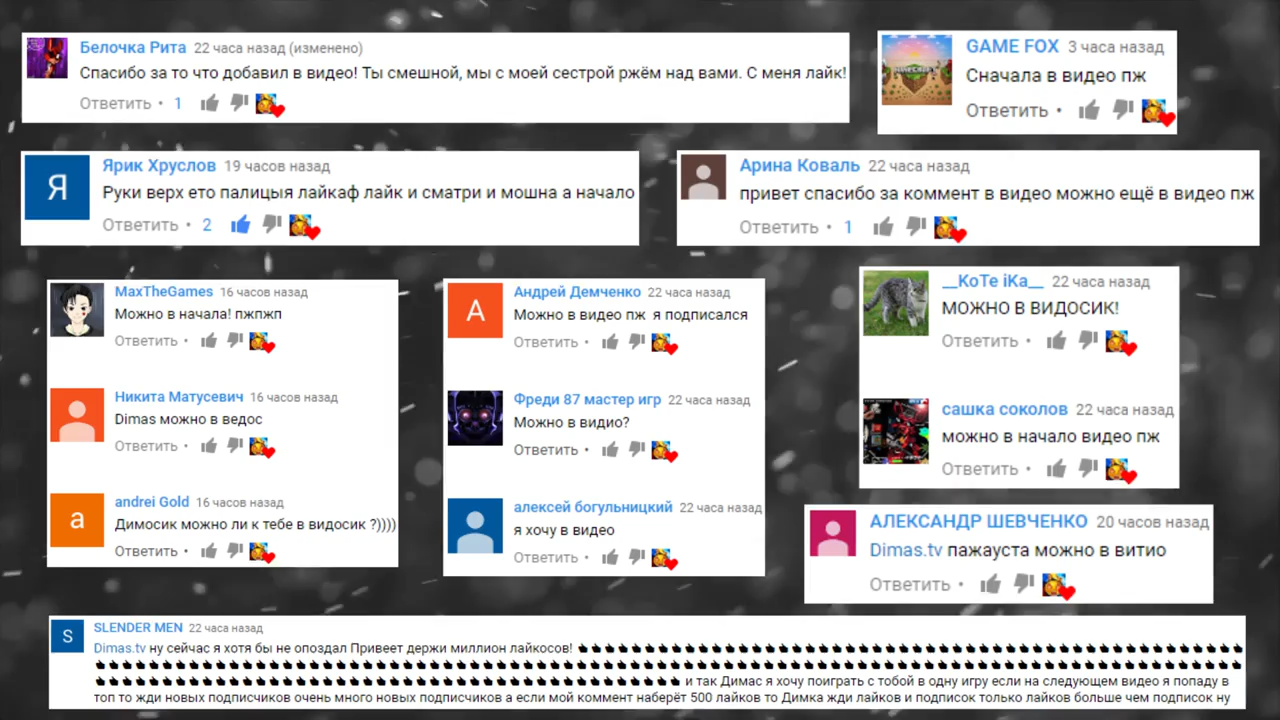 Белочка Рита 22 часа назад (изменено)
Спасибо за то что добавил в видео! Ты смешной, мы с моей сестрой ржём над вами. С меня лайк!
Ответить • 1
GAME FOX 3 часа назад
Сначала в видео пж
Ответить •
Ярик Хруслов 19 часов назад
Руки верх ето палицыя лайкаф лайк и сматри и мошна а начало
Ответить • 2
Арина Коваль 22 часа назад
привет спасибо за коммент в видео можно ещё в видео пж
Ответить • 1
MaxTheGames 16 часов назад
Можно в начала! пжпжп
Ответить •
Никита Матусевич 16 часов назад
Dimas можно в ведос
Ответить •
andrei Gold 16 часов назад
Димосик можно ли к тебе в видосик ?))))
Ответить •
Андрей Демченко 22 часа назад
Можно в видео пж я подписался
Ответить •
Фреди 87 мастер игр 22 часа назад
Можно в видио?
Ответить •
алексей богульницкий 22 часа назад
я хочу в видео
Ответить •
__KoTe iKa__ 22 часа назад
МОЖНО В ВИДОСИК!
Ответить •
сашка соколов 22 часа назад
можно в начало видео пж
Ответить •
АЛЕКСАНДР ШЕВЧЕНКО 20 часов назад
Dimas.tv пажауста можно в витио
Ответить •
SLENDER MEN 22 часа назад
Dimas.tv ну сейчас я хотя бы не опоздал Привеет держи миллион лайкосов!
и так Димас я хочу поиграть с тобой в одну игру если на следующем видео я попаду в
топ то жди новых подписчиков очень много новых подписчиков а если мой коммент наберёт 500 лайков то Димка жди лайков и подписок только лайков больше чем подписок ну
Я
А
a
S